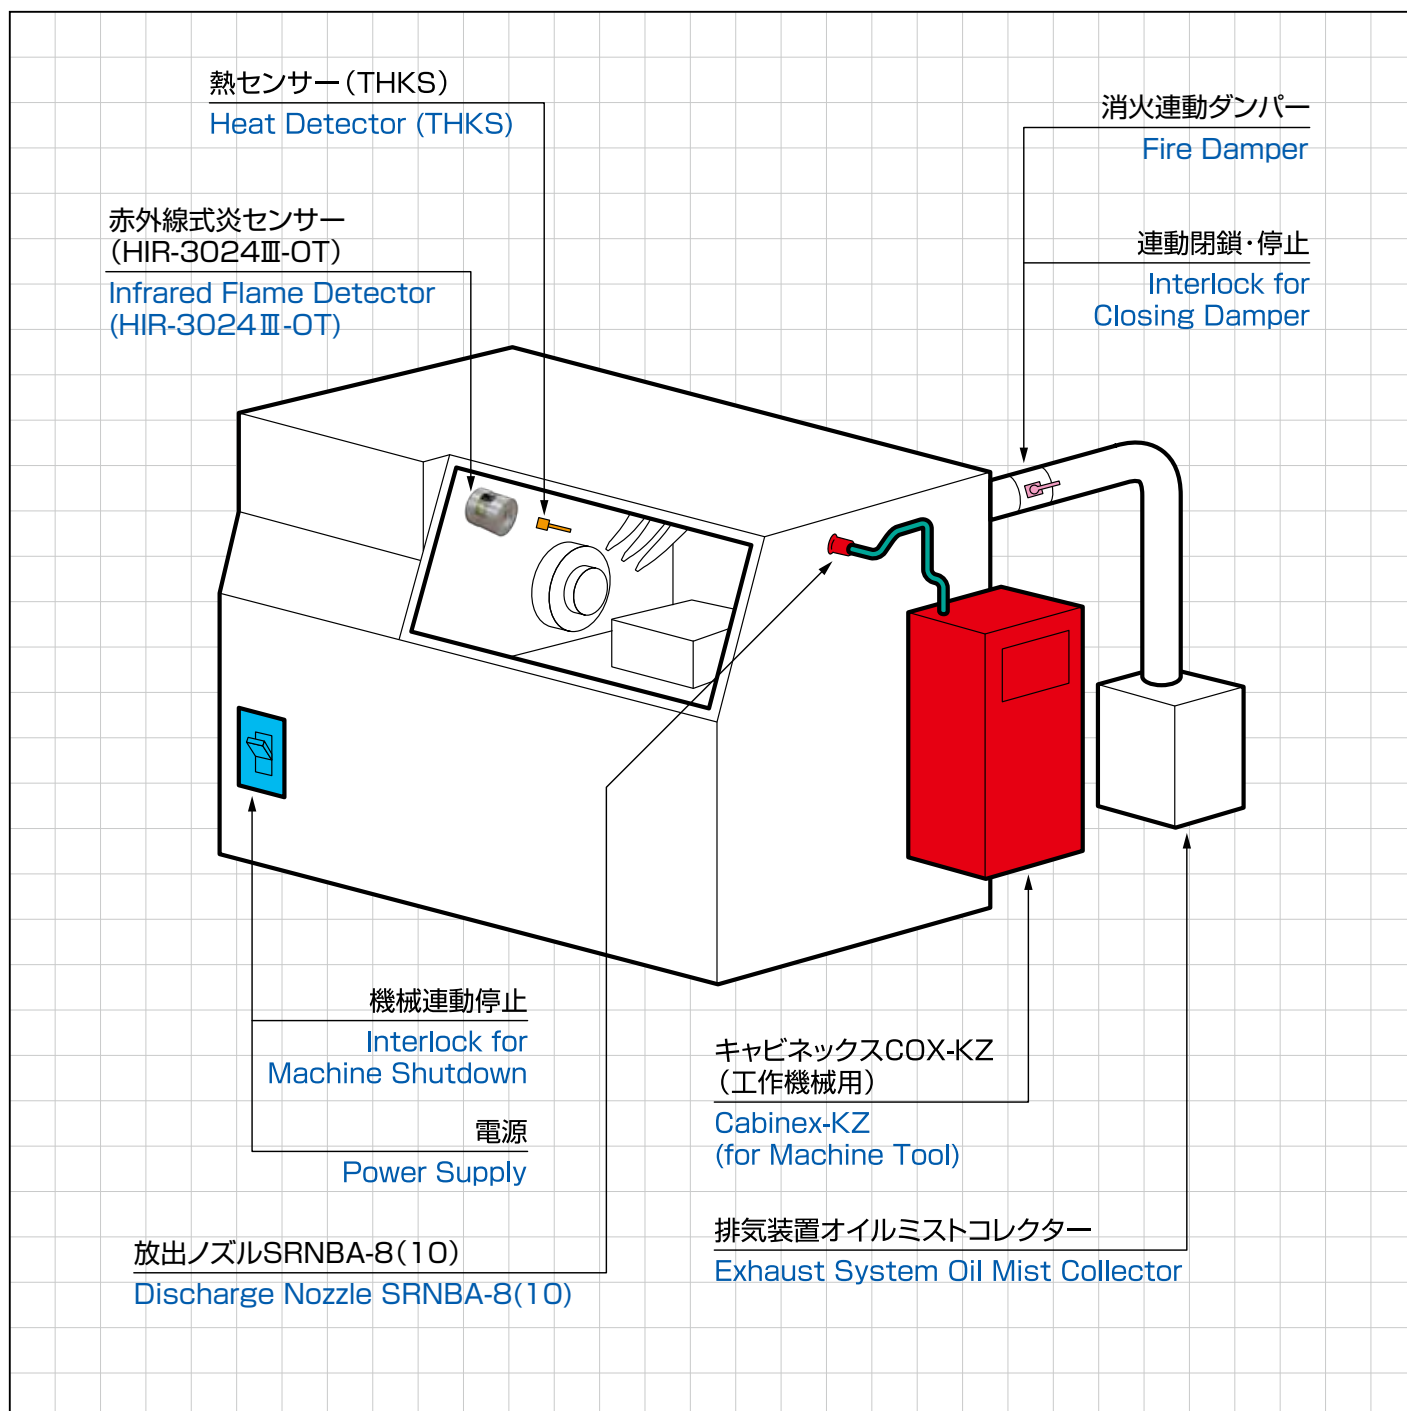 熱センサー(THKS)
Heat Detector (THKS)
消火連動ダンパー
Fire Damper
赤外線式炎センサー
(HIR-3024Ⅲ-OT)
Infrared Flame Detector
(HIR-3024Ⅲ-OT)
連動閉鎖・停止
Interlock for
Closing Damper
機械連動停止
Interlock for
Machine Shutdown
電源
Power Supply
放出ノズルSRNBA-8(10)
Discharge Nozzle SRNBA-8(10)
キャビネックスCOX-KZ
(工作機械用)
Cabinex-KZ
(for Machine Tool)
排気装置オイルミストコレクター
Exhaust System Oil Mist Collector